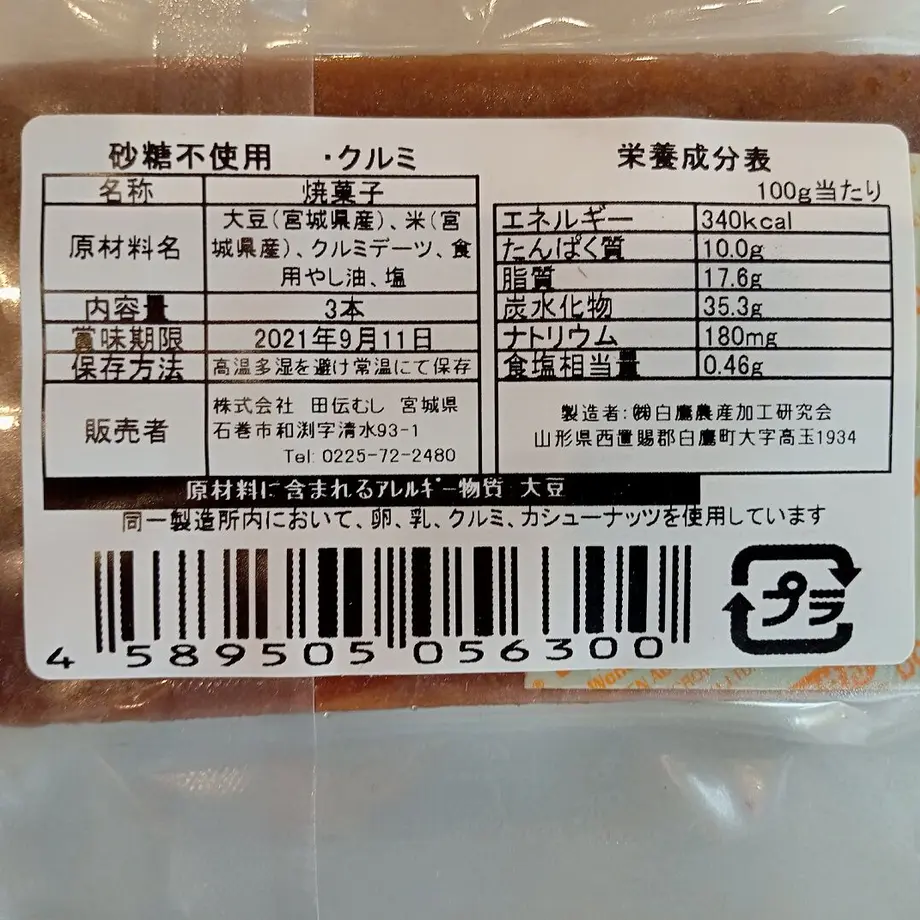 砂糖不使用 ・クルミ
名称 焼菓子
原材料名 大豆(宮城県産)、米(宮
城県産)、クルミデーツ、食
用やし油、塩
内容量 3本
賞味期限 2021年9月11日
保存方法 高温多湿を避け常温にて保存
販売者 株式会社 田伝むし 宮城県
石巻市和渕字清水93-1
Tel: 0225-72-2480
栄養成分表
100g当たり
エネルギー 340kcal
たんぱく質 10.0g
脂質 17.6g
炭水化物 35.3g
ナトリウム 180mg
食塩相当量 0.46g
製造者:㈱白鷹農産加工研究会
山形県西置賜郡白鷹町大字高玉1934
原材料に含まれるアレルギー物質 大豆
同一製造所内において、卵、乳、クルミ、カシューナッツを使用しています
4 589505 056300
プラ